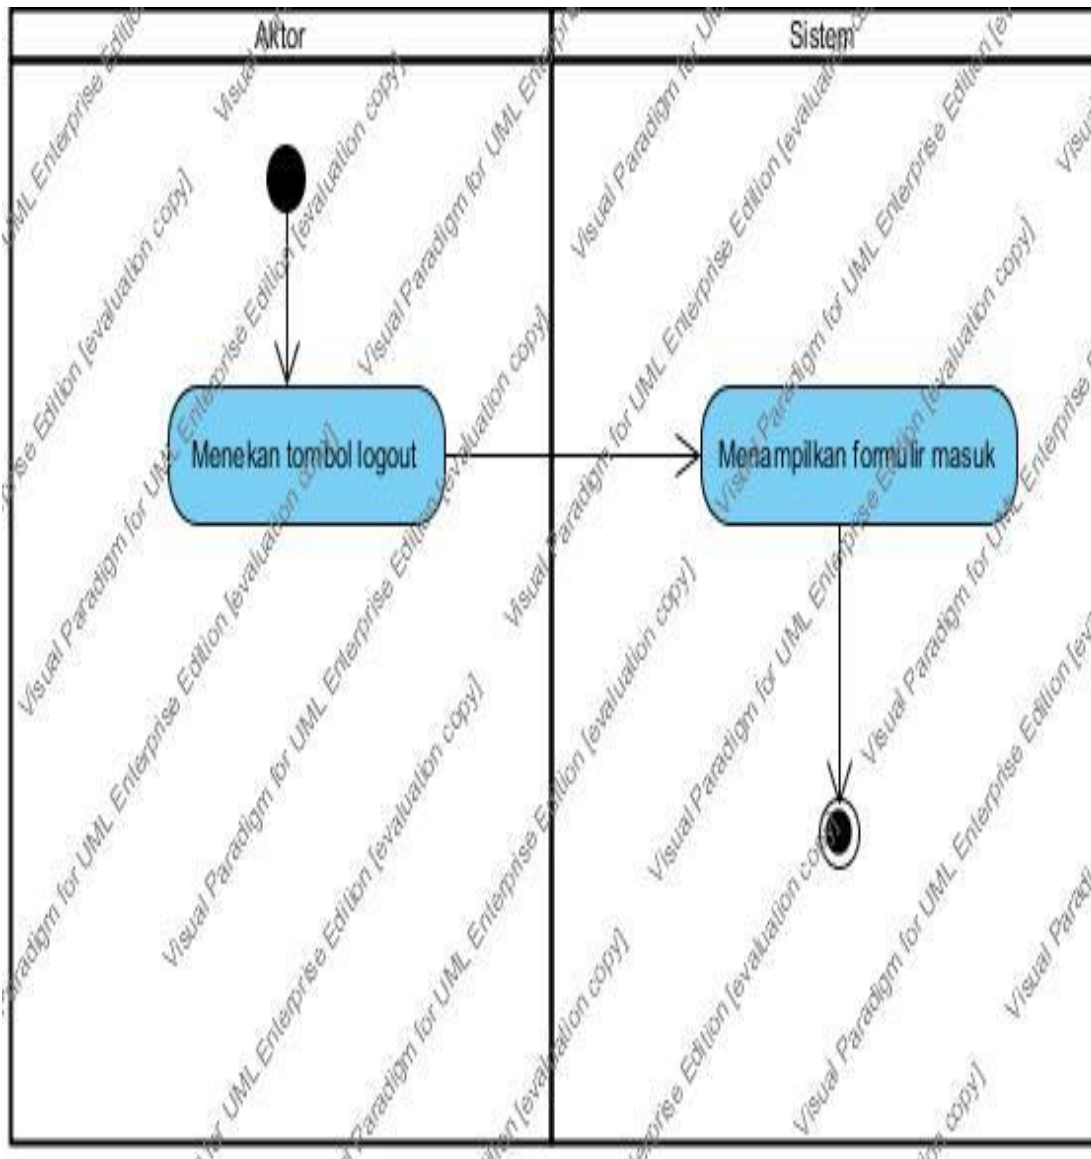 Aktor
Sistem
Menekan tombol logout
Menampilkan formulir masuk
Visual Paradigm for UML Enterprise Edition [evaluation copy]